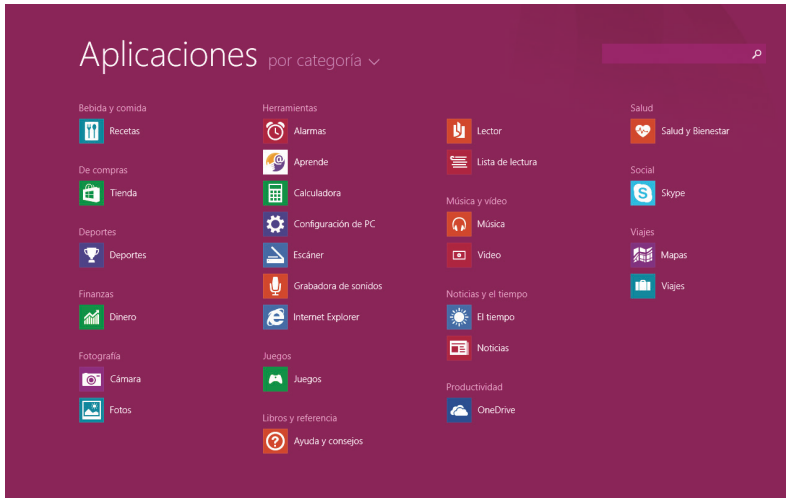 Aplicaciones por categoría
Bebida y comida
Recetas
De compras
Tienda
Deportes
Deportes
Finanzas
Dinero
Fotografía
Cámara
Fotos
Herramientas
Alarmas
Aprende
Calculadora
Configuración de PC
Escáner
Grabadora de sonidos
Internet Explorer
Juegos
Juegos
Libros y referencia
Ayuda y consejos
Lector
Lista de lectura
Música y vídeo
Música
Video
Noticias y el tiempo
El tiempo
Noticias
Productividad
OneDrive
Salud
Salud y Bienestar
Social
Skype
Viajes
Mapas
Viajes